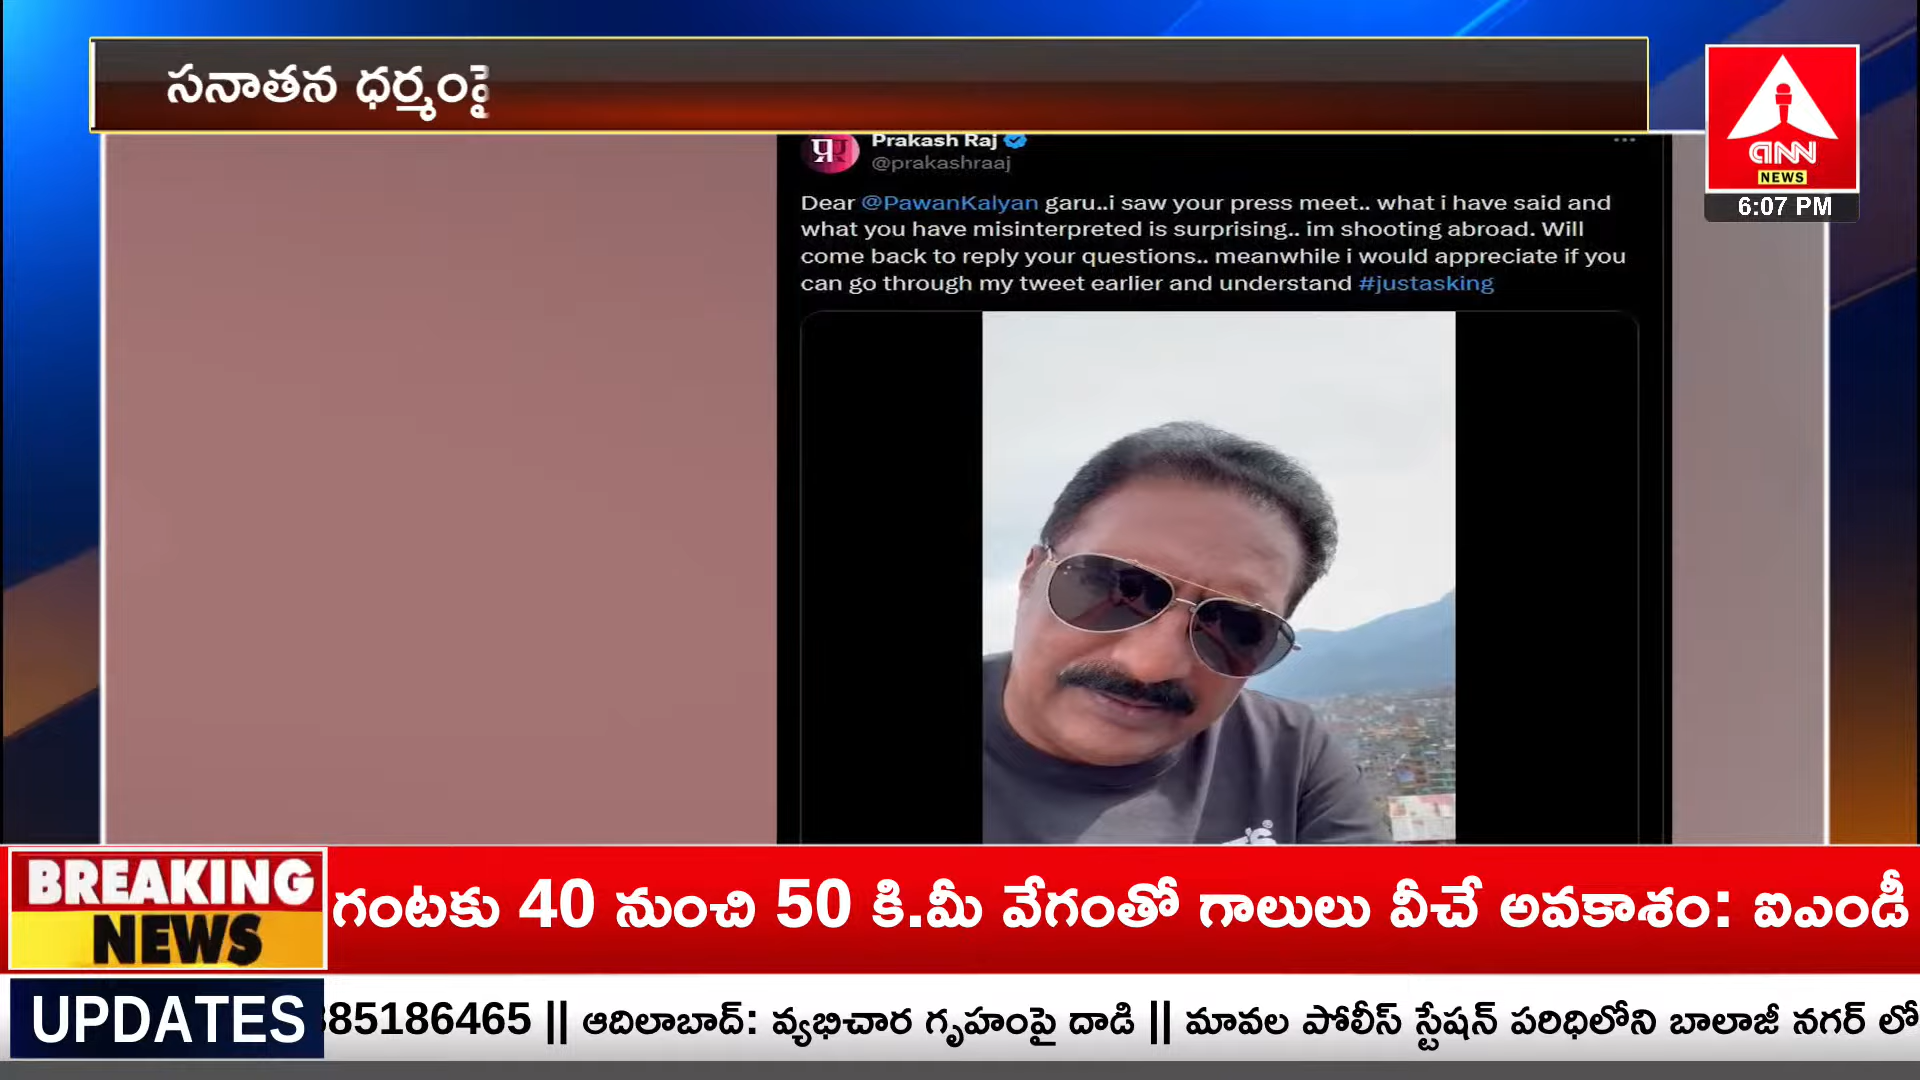 సనాతన ధర్మంపై
ANN
NEWS
6:07 PM
Prakash Raj
@prakashraaj
Dear @PawanKalyan garu..i saw your press meet.. what i have said and
what you have misinterpreted is surprising.. im shooting abroad. Will
come back to reply your questions.. meanwhile i would appreciate if you
can go through my tweet earlier and understand #justasking
BREAKING
NEWS
గంటకు 40 నుంచి 50 కి.మీ వేగంతో గాలులు వీచే అవకాశం: ఐఎండీ
UPDATES
85186465 || ఆదిలాబాద్: వ్యభిచార గృహంపై దాడి || మావల పోలీస్ స్టేషన్ పరిధిలోని బాలాజీ నగర్ లో